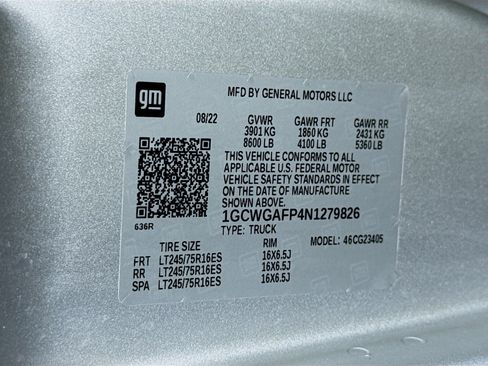 gm
MFD BY GENERAL MOTORS LLC
08/22 GVWR GAWR FRT GAWR RR
3901 KG 1860 KG 2431 KG
8600 LB 4100 LB 5360 LB
THIS VEHICLE CONFORMS TO ALL
APPLICABLE U.S. FEDERAL MOTOR
VEHICLE SAFETY STANDARDS IN EFFECT
ON THE DATE OF MANUFACTURE
SHOWN ABOVE.
1GCWGAFP4N1279826
636R
TYPE: TRUCK
MODEL: 46CG23405
TIRE SIZE RIM
FRT LT245/75R16ES 16X6.5J
RR LT245/75R16ES 16X6.5J
SPA LT245/75R16ES 16X6.5J